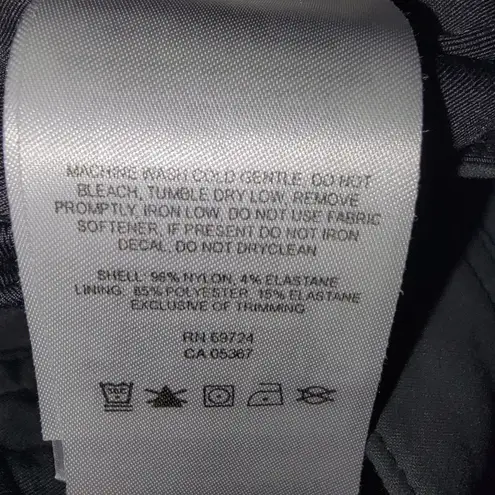 MACHINE WASH COLD GENTLE, DO NOT
BLEACH, TUMBLE DRY LOW, REMOVE
PROMPTLY, IRON LOW, DO NOT USE FABRIC
SOFTENER, IF PRESENT DO NOT IRON
DECAL, DO NOT DRYCLEAN
SHELL: 96% NYLON, 4% ELASTANE
LINING: 85% POLYESTER, 15% ELASTANE
EXCLUSIVE OF TRIMMING
RN 69724
CA 05367